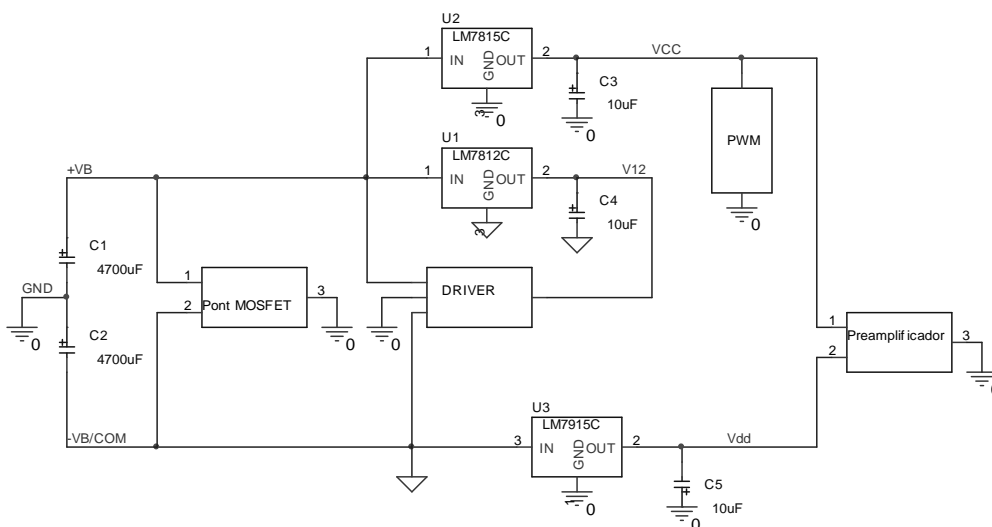 U2
LM7815C
1 IN OUT 2
GND
3
0
VCC
C3
10uF
0
PWM
0
U1
LM7812C
+VB
1 IN OUT 2
GND
3
V12
C4
10uF
C1
4700uF
GND
0
1
2
Pont MOSFET
3
0
DRIVER
0
C2
4700uF
1
2
Preamplificador
3
0
U3
LM7915C
-VB/COM
3 IN OUT 2
GND
1
0
Vdd
C5
10uF
0